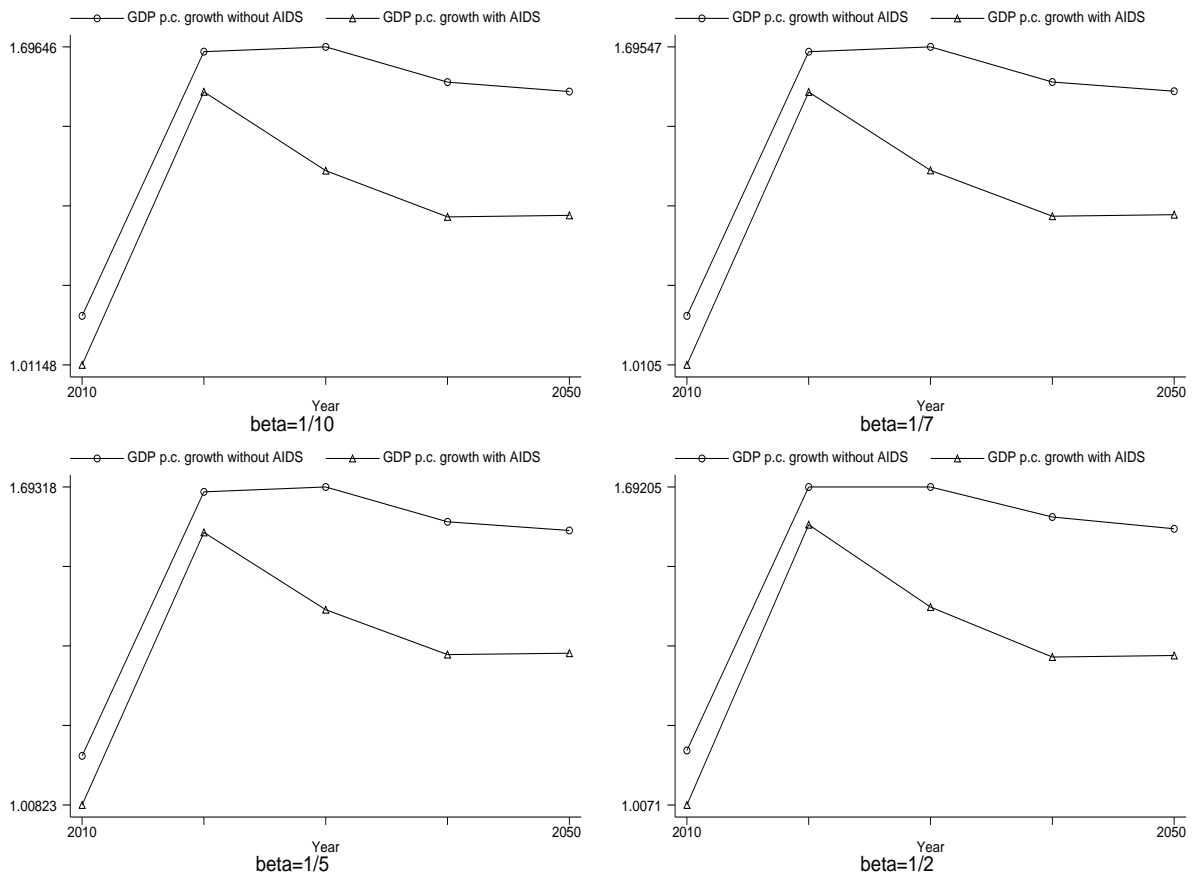 GDP p.c. growth without AIDS GDP p.c. growth with AIDS
1.69646
1.01148
2010 2050
Year
beta=1/10
GDP p.c. growth without AIDS GDP p.c. growth with AIDS
1.69547
1.0105
2010 2050
Year
beta=1/7
GDP p.c. growth without AIDS GDP p.c. growth with AIDS
1.69318
1.00823
2010 2050
Year
beta=1/5
GDP p.c. growth without AIDS GDP p.c. growth with AIDS
1.69205
1.0071
2010 2050
Year
beta=1/2